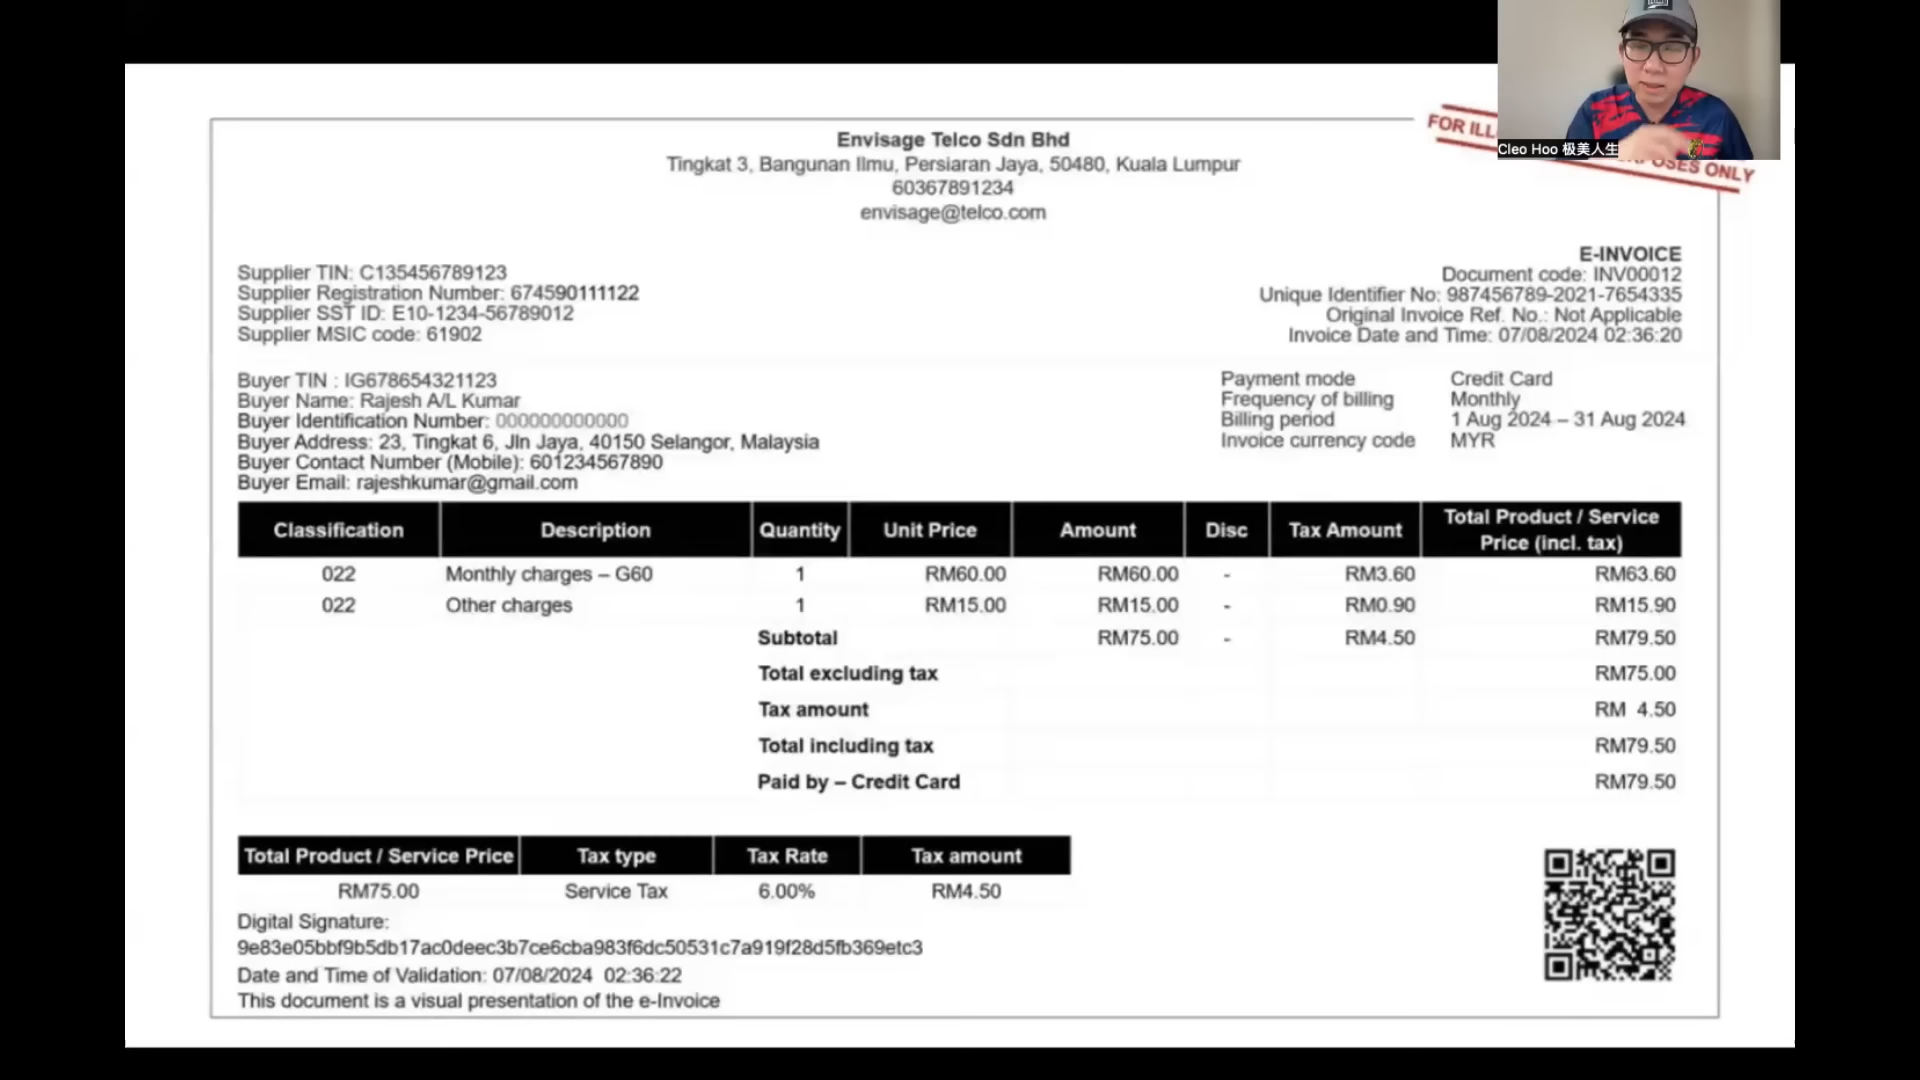 Cleo Hoo 极美人生
FOR ILL
POSES ONLY
Envisage Telco Sdn Bhd
Tingkat 3, Bangunan Ilmu, Persiaran Jaya, 50480, Kuala Lumpur
60367891234
envisage@telco.com
E-INVOICE
Supplier TIN: C135456789123
Document code: INV00012
Supplier Registration Number: 674590111122
Unique Identifier No: 987456789-2021-7654335
Supplier SST ID: E10-1234-56789012
Original Invoice Ref. No.: Not Applicable
Supplier MSIC code: 61902
Invoice Date and Time: 07/08/2024 02:36:20
Buyer TIN : IG678654321123
Payment mode Credit Card
Buyer Name: Rajesh A/L Kumar
Frequency of billing Monthly
Buyer Identification Number: 000000000000
Billing period 1 Aug 2024 – 31 Aug 2024
Buyer Address: 23, Tingkat 6, Jln Jaya, 40150 Selangor, Malaysia
Invoice currency code MYR
Buyer Contact Number (Mobile): 601234567890
Buyer Email: rajeshkumar@gmail.com
Classification Description Quantity Unit Price Amount Disc Tax Amount Total Product / Service Price (incl. tax)
022 Monthly charges – G60 1 RM60.00 RM60.00 - RM3.60 RM63.60
022 Other charges 1 RM15.00 RM15.00 - RM0.90 RM15.90
Subtotal RM75.00 - RM4.50 RM79.50
Total excluding tax RM75.00
Tax amount RM 4.50
Total including tax RM79.50
Paid by – Credit Card RM79.50
Total Product / Service Price Tax type Tax Rate Tax amount
RM75.00 Service Tax 6.00% RM4.50
Digital Signature:
9e83e05bbf9b5db17ac0deec3b7ce6cba983f6dc50531c7a919f28d5fb369etc3
Date and Time of Validation: 07/08/2024 02:36:22
This document is a visual presentation of the e-Invoice